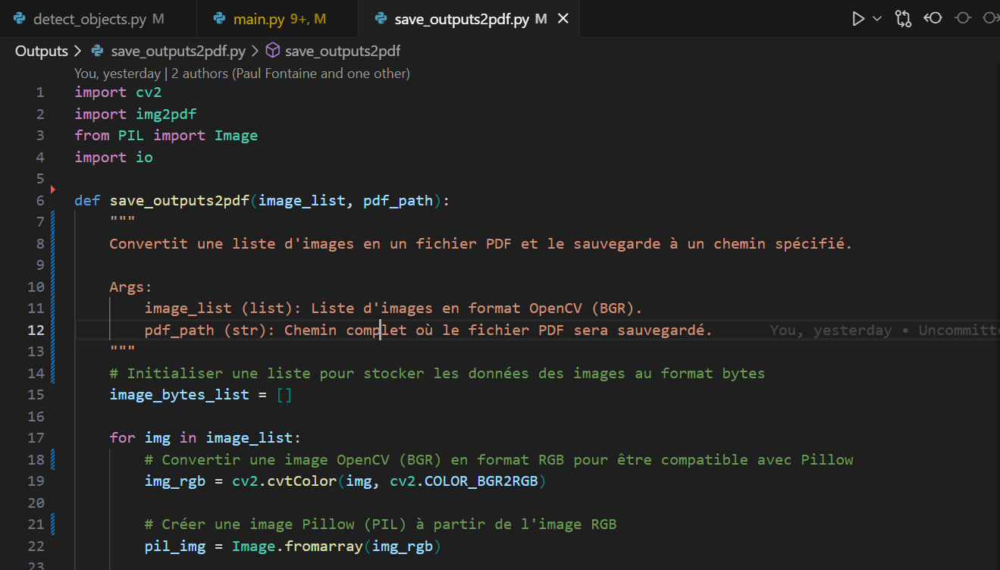 detect_objects.py M main.py 9+, M save_outputs2pdf.py M
Outputs > save_outputs2pdf.py > save_outputs2pdf
You, yesterday | 2 authors (Paul Fontaine and one other)
1 import cv2
2 import img2pdf
3 from PIL import Image
4 import io
5
6 def save_outputs2pdf(image_list, pdf_path):
7 """
8 Convertit une liste d'images en un fichier PDF et le sauvegarde à un chemin spécifié.
9
10 Args:
11 image_list (list): Liste d'images en format OpenCV (BGR).
12 pdf_path (str): Chemin complet où le fichier PDF sera sauvegardé. You, yesterday • Uncommitt
13 """
14 # Initialiser une liste pour stocker les données des images au format bytes
15 image_bytes_list = []
16
17 for img in image_list:
18 # Convertir une image OpenCV (BGR) en format RGB pour être compatible avec Pillow
19 img_rgb = cv2.cvtColor(img, cv2.COLOR_BGR2RGB)
20
21 # Créer une image Pillow (PIL) à partir de l'image RGB
22 pil_img = Image.fromarray(img_rgb)
23